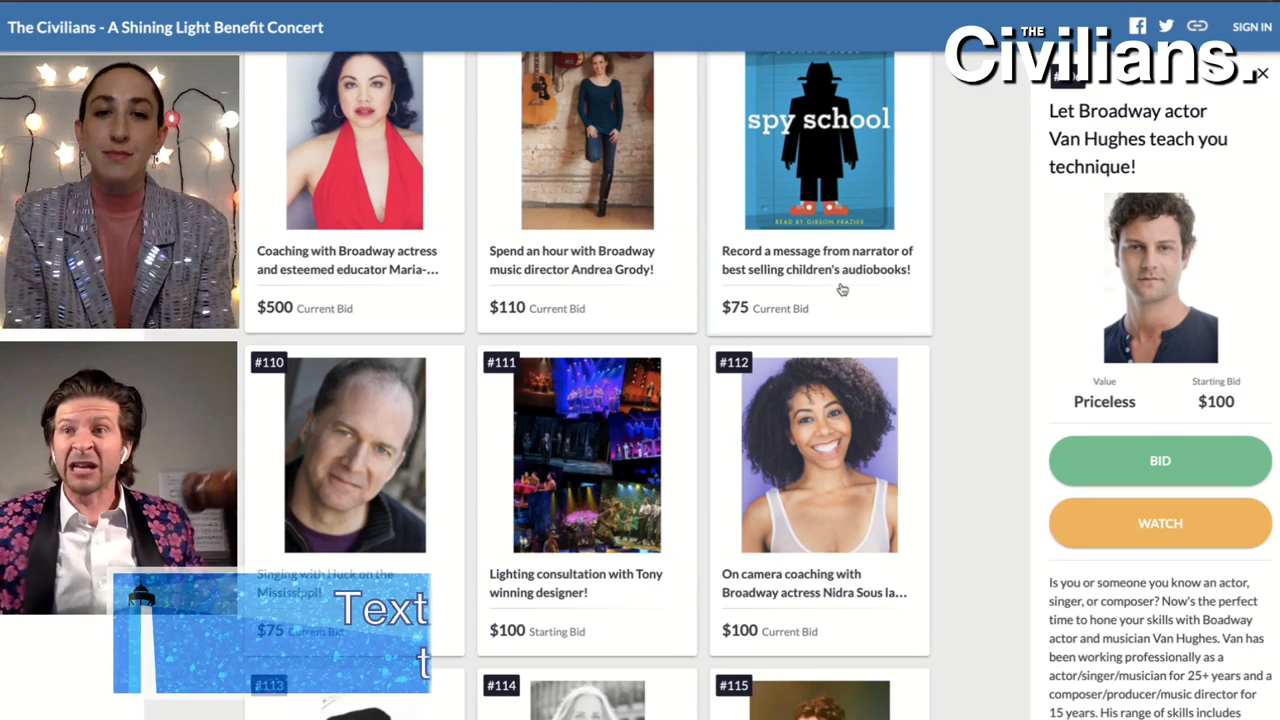 The Civilians - A Shining Light Benefit Concert
SIGN IN
THE
Civilians.
spy school
READ BY GIBSON FRAZIER
Coaching with Broadway actress
and esteemed educator Maria-...
$500 Current Bid
Spend an hour with Broadway
music director Andrea Grody!
$110 Current Bid
Record a message from narrator of
best selling children's audiobooks!
$75 Current Bid
#110
Singing with Huck on the
Mississippi!
$75 Current Bid
#111
Lighting consultation with Tony
winning designer!
$100 Starting Bid
#112
On camera coaching with
Broadway actress Nidra Sous la...
$100 Current Bid
Text
t
#113
#114
#115
Let Broadway actor
Van Hughes teach you
technique!
Value
Priceless
Starting Bid
$100
BID
WATCH
Is you or someone you know an actor,
singer, or composer? Now's the perfect
time to hone your skills with Boadway
actor and musician Van Hughes. Van has
been working professionally as a
actor/singer/musician for 25+ years and a
composer/producer/music director for
15 years. His range of skills includes